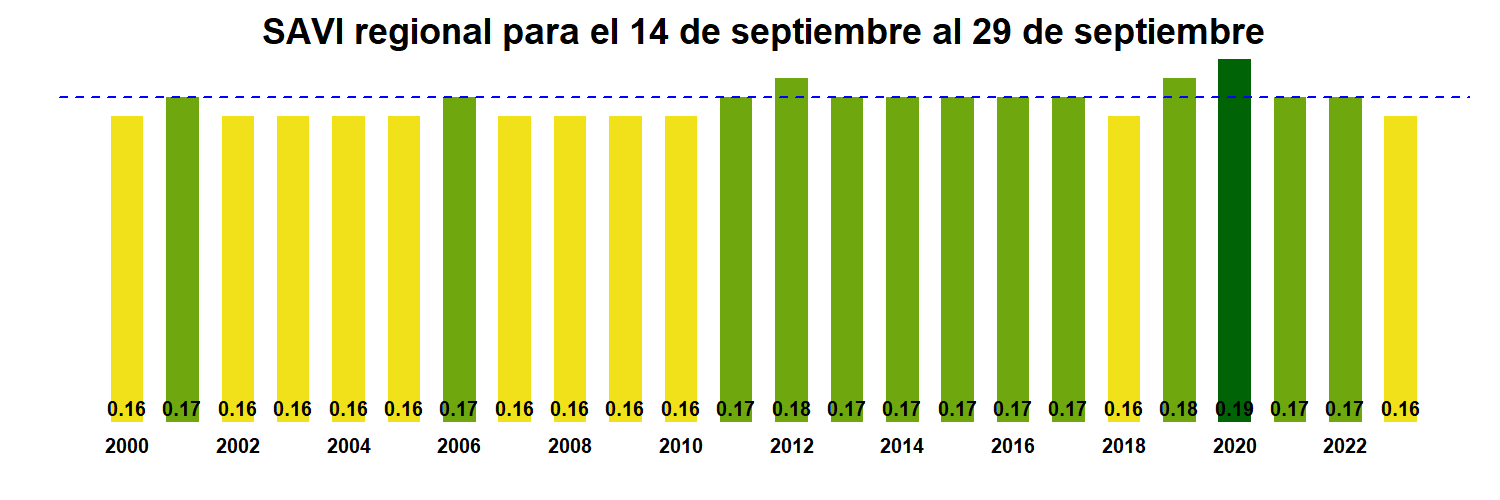 SAVI regional para el 14 de septiembre al 29 de septiembre
0.16 0.17 0.16 0.16 0.16 0.16 0.17 0.16 0.16 0.16 0.16 0.17 0.18 0.17 0.17 0.17 0.17 0.17 0.16 0.18 0.19 0.17 0.17 0.16
2000 2002 2004 2006 2008 2010 2012 2014 2016 2018 2020 2022